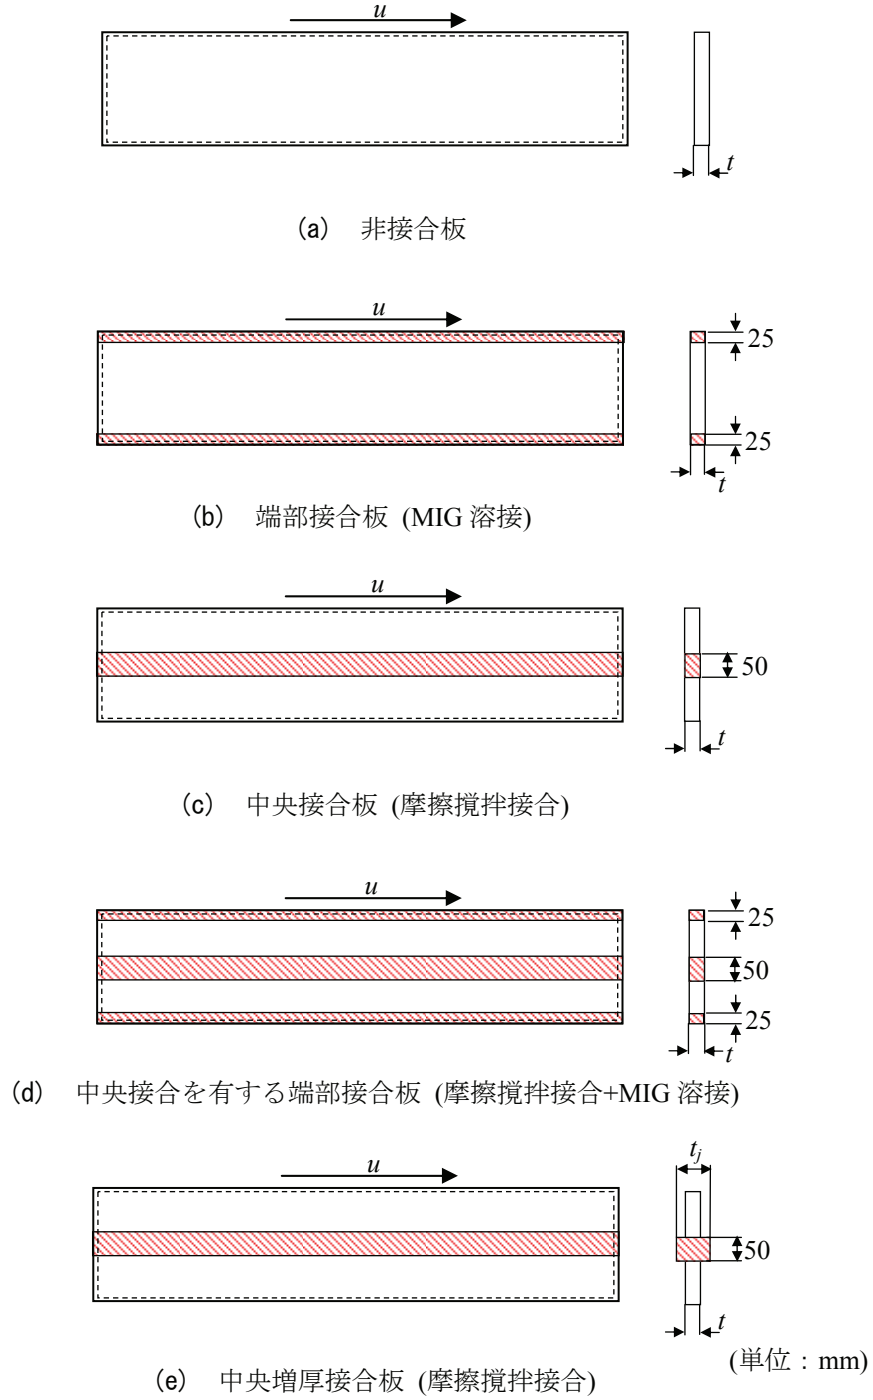 u
t
(a) 非接合板
u
25
25
t
(b) 端部接合板 (MIG 溶接)
u
50
t
(c) 中央接合板 (摩擦撹拌接合)
u
25
50
25
t
(d) 中央接合を有する端部接合板 (摩擦撹拌接合+MIG 溶接)
tj
u
50
t
(単位：mm)
(e) 中央増厚接合板 (摩擦撹拌接合)